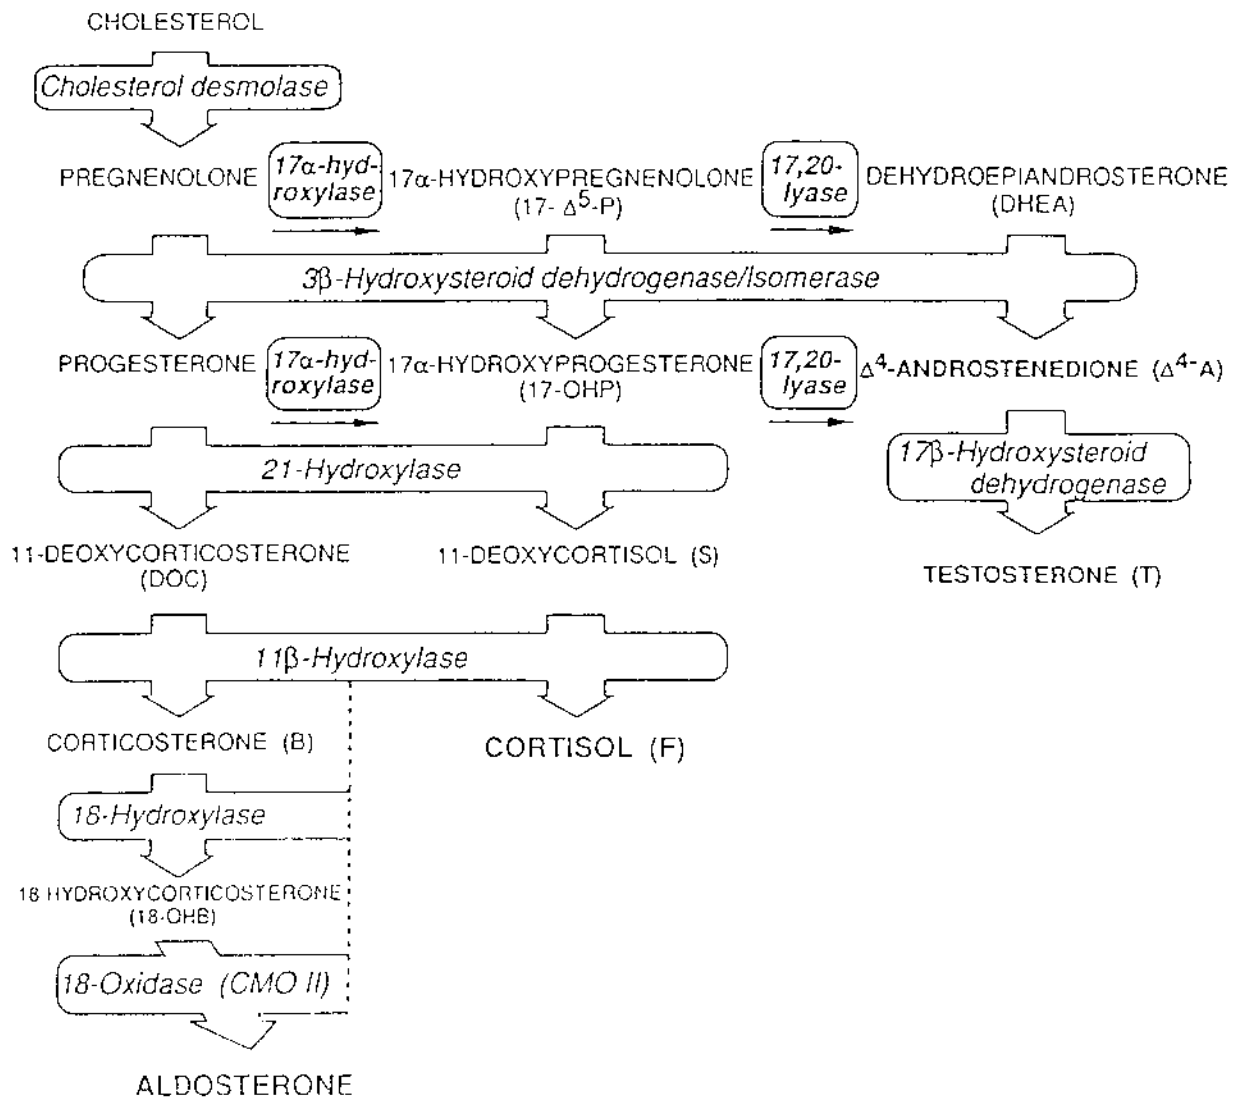 CHOLESTEROL
Cholesterol desmolase
PREGNENOLONE
17α-hyd-
roxylase
17α-HYDROXYPREGNENOLONE
(17- Δ⁵-P)
17,20-
lyase
DEHYDROEPIANDROSTERONE
(DHEA)
3β-Hydroxysteroid dehydrogenase/Isomerase
PROGESTERONE
17α-hyd-
roxylase
17α-HYDROXYPROGESTERONE
(17-OHP)
17,20-
lyase
Δ⁴-ANDROSTENEDIONE (Δ⁴-A)
21-Hydroxylase
17β-Hydroxysteroid
dehydrogenase
11-DEOXYCORTICOSTERONE
(DOC)
11-DEOXYCORTISOL (S)
TESTOSTERONE (T)
11β-Hydroxylase
CORTICOSTERONE (B)
CORTISOL (F)
18-Hydroxylase
18 HYDROXYCORTICOSTERONE
(18-OHB)
18-Oxidase (CMO II)
ALDOSTERONE